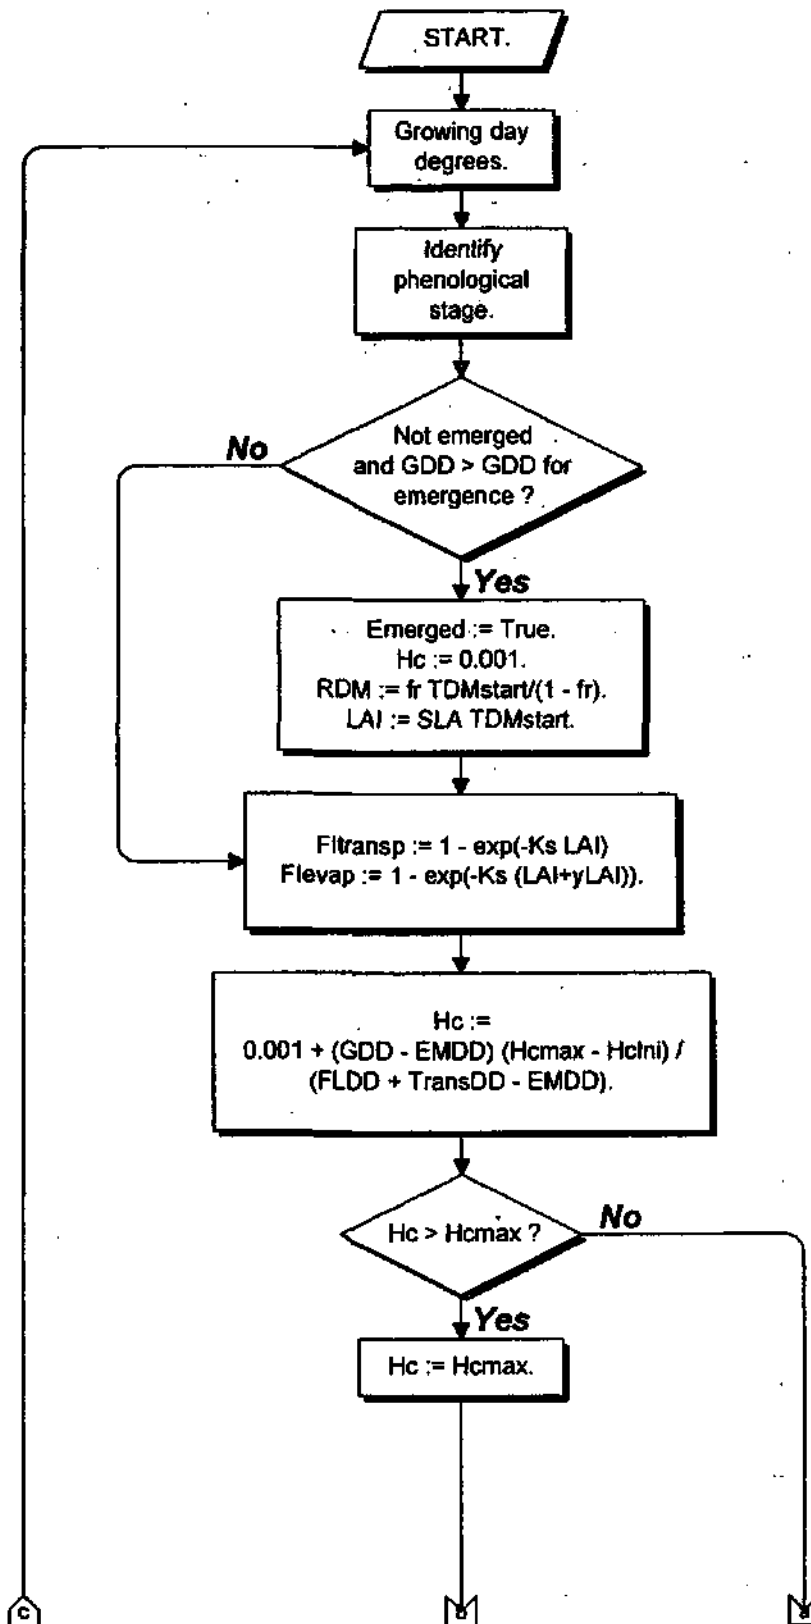 START.
Growing day
degrees.
Identify
phenological
stage.
Not emerged
and GDD > GDD for
emergence ?
No
Yes
Emerged := True.
Hc := 0.001.
RDM := fr TDMstart/(1 - fr).
LAI := SLA TDMstart.
FItransp := 1 - exp(-Ks LAI)
FIevap := 1 - exp(-Ks (LAI+yLAI)).
Hc :=
0.001 + (GDD - EMDD) (Hcmax - HcIni) /
(FLDD + TransDD - EMDD).
Hc > Hcmax ?
No
Yes
Hc := Hcmax.
c